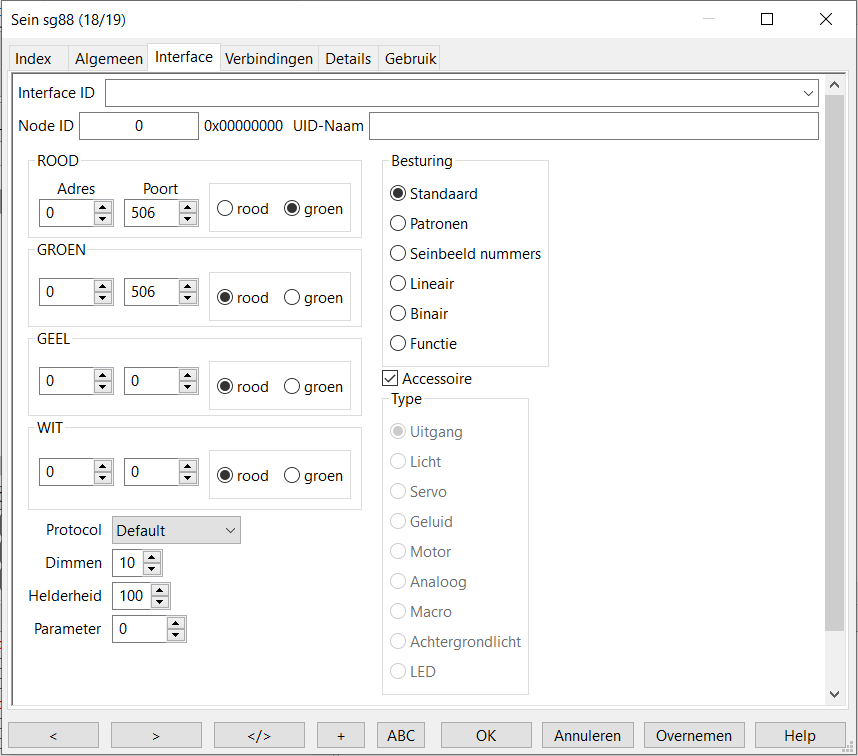 Sein sg88 (18/19)
Index Algemeen Interface Verbindingen Details Gebruik
Interface ID
Node ID 0 0x00000000 UID-Naam
ROOD
Adres Poort
0 506 rood groen
GROEN
0 506 rood groen
GEEL
0 0 rood groen
WIT
0 0 rood groen
Protocol Default
Dimmen 10
Helderheid 100
Parameter 0
Besturing
Standaard
Patronen
Seinbeeld nummers
Lineair
Binair
Functie
Accessoire
Type
Uitgang
Licht
Servo
Geluid
Motor
Analoog
Macro
Achtergrondlicht
LED
< > </> + ABC OK Annuleren Overnemen Help